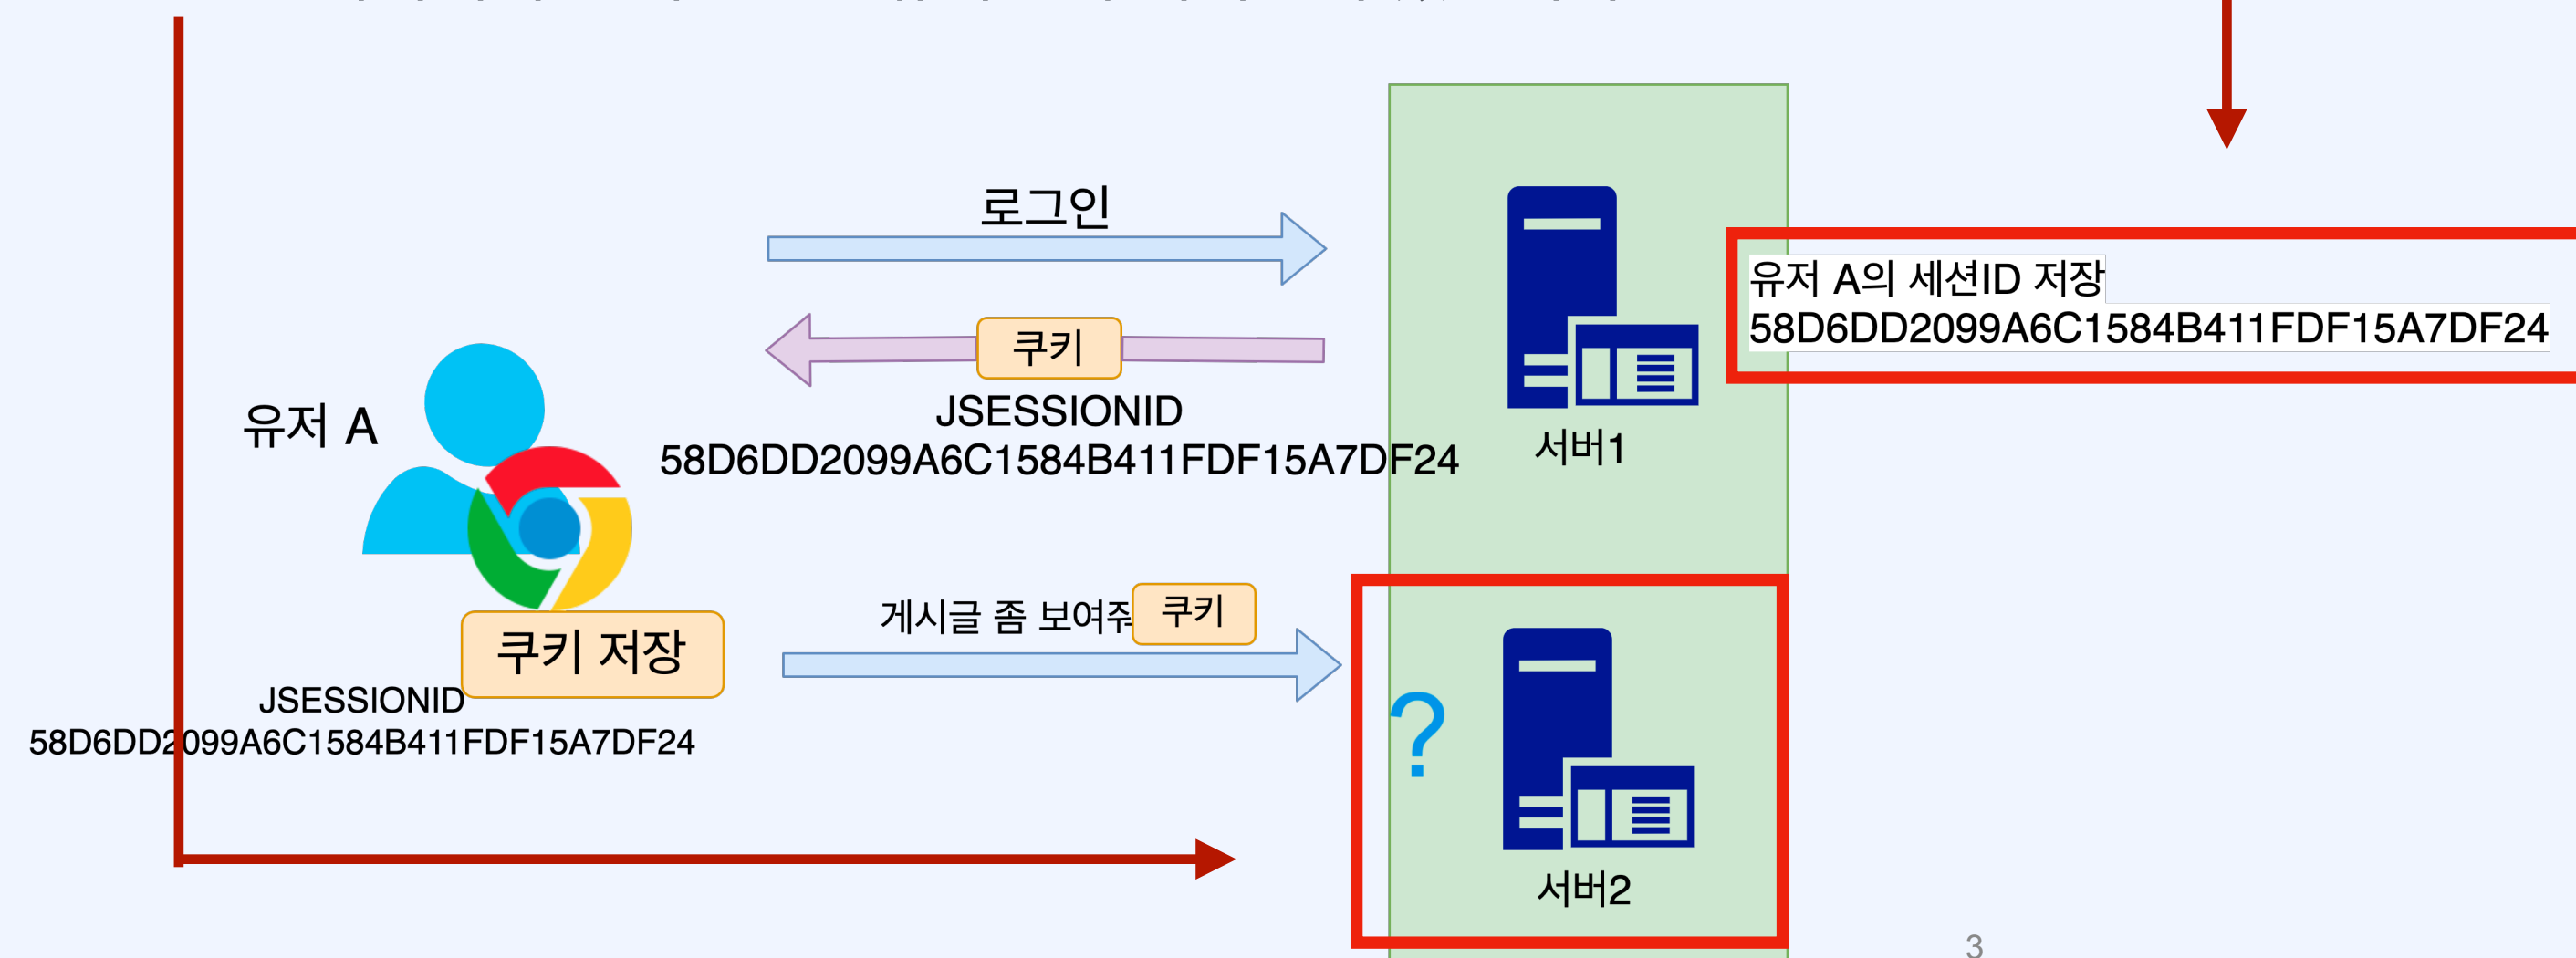 로그인
유저 A의 세션ID 저장
58D6DD2099A6C1584B411FDF15A7DF24
쿠키
JSESSIONID
58D6DD2099A6C1584B411FDF15A7DF24
유저 A
서버1
게시글 좀 보여줘
쿠키
쿠키 저장
JSESSIONID
58D6DD2099A6C1584B411FDF15A7DF24
?
서버2
3